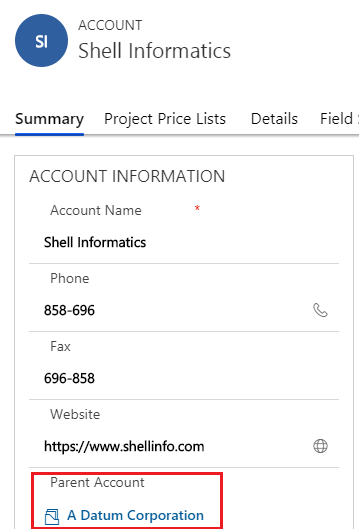 SI
ACCOUNT
Shell Informatics
Summary Project Price Lists Details Field
ACCOUNT INFORMATION
Account Name *
Shell Informatics
Phone
858-696
Fax
696-858
Website
https://www.shellinfo.com
Parent Account
A Datum Corporation